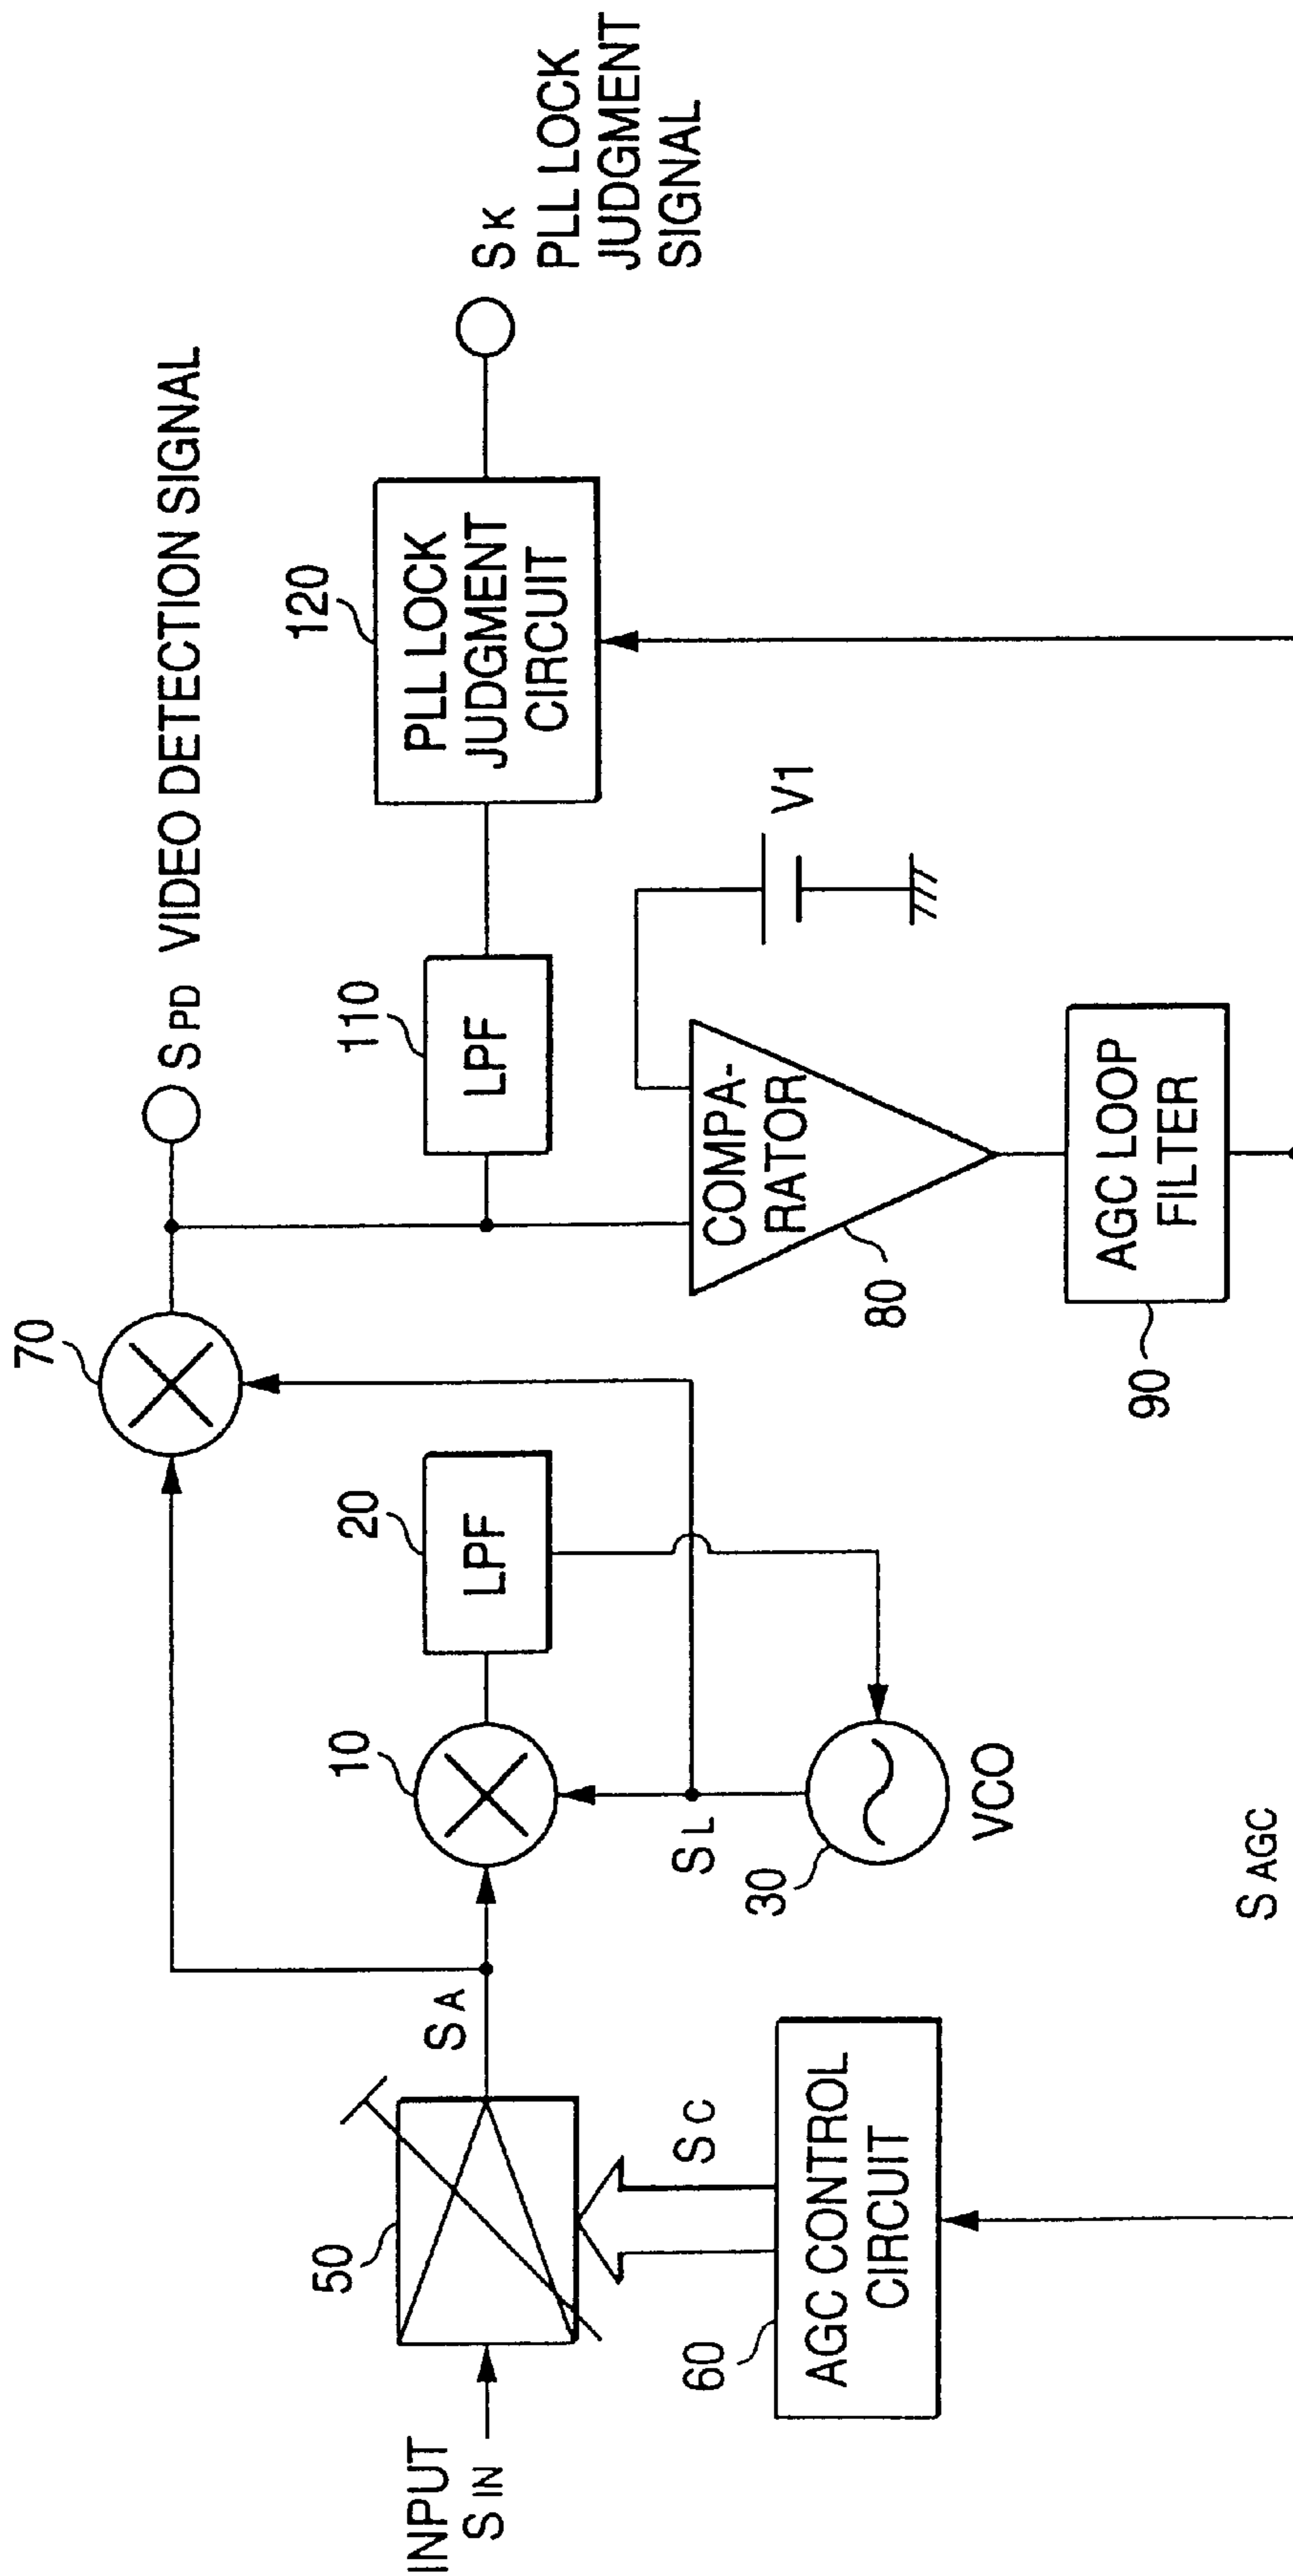 INPUT
SIN
50
SA
SC
60
AGC CONTROL
CIRCUIT
10
20
LPF
SL
30
VCO
70
SPD VIDEO DETECTION SIGNAL
110
LPF
120
PLL LOCK
JUDGMENT
CIRCUIT
SK
PLL LOCK
JUDGMENT
SIGNAL
COMPA-
RATOR
80
V1
90
AGC LOOP
FILTER
SAGC